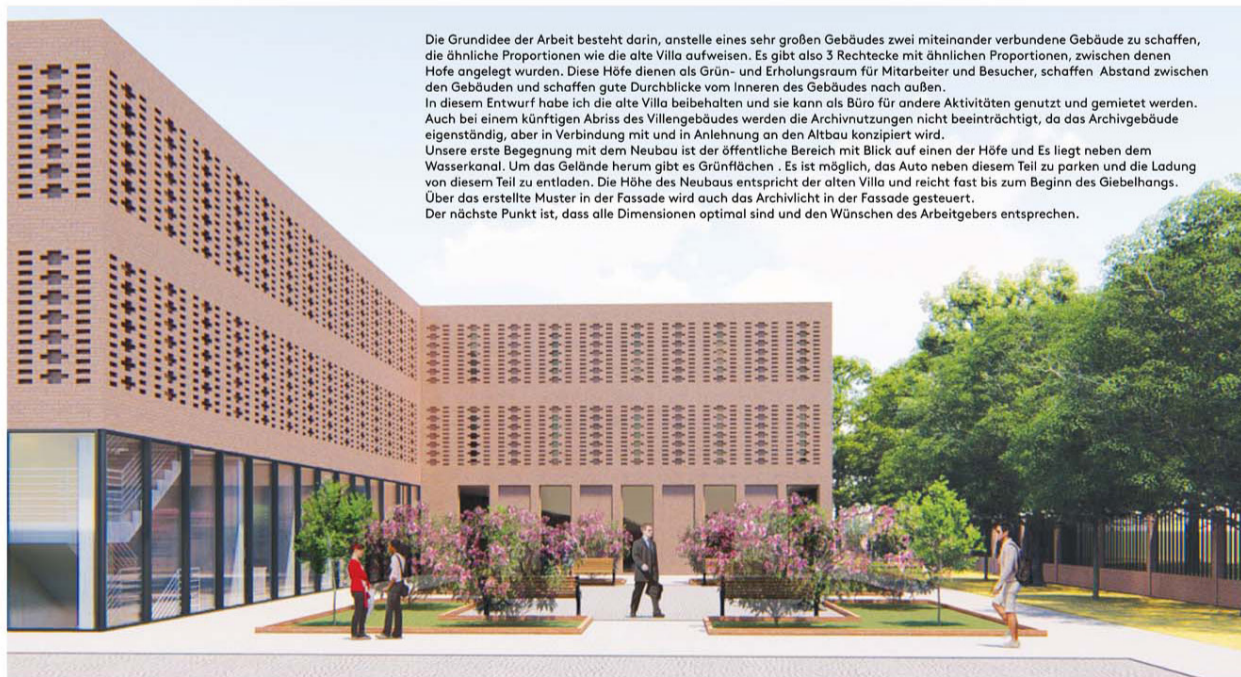 Die Grundidee der Arbeit besteht darin, anstelle eines sehr großen Gebäudes zwei miteinander verbundene Gebäude zu schaffen,
die ähnliche Proportionen wie die alte Villa aufweisen. Es gibt also 3 Rechtecke mit ähnlichen Proportionen, zwischen denen
Hofe angelegt wurden. Diese Höfe dienen als Grün- und Erholungsraum für Mitarbeiter und Besucher, schaffen Abstand zwischen
den Gebäuden und schaffen gute Durchblicke vom Inneren des Gebäudes nach außen.
In diesem Entwurf habe ich die alte Villa beibehalten und sie kann als Büro für andere Aktivitäten genutzt und gemietet werden.
Auch bei einem künftigen Abriss des Villengebäudes werden die Archivnutzungen nicht beeinträchtigt, da das Archivgebäude
eigenständig, aber in Verbindung mit und in Anlehnung an den Altbau konzipiert wird.
Unsere erste Begegnung mit dem Neubau ist der öffentliche Bereich mit Blick auf einen der Höfe und Es liegt neben dem
Wasserkanal. Um das Gelände herum gibt es Grünflächen . Es ist möglich, das Auto neben diesem Teil zu parken und die Ladung
von diesem Teil zu entladen. Die Höhe des Neubaus entspricht der alten Villa und reicht fast bis zum Beginn des Giebelhangs.
Über das erstellte Muster in der Fassade wird auch das Archivlicht in der Fassade gesteuert.
Der nächste Punkt ist, dass alle Dimensionen optimal sind und den Wünschen des Arbeitgebers entsprechen.